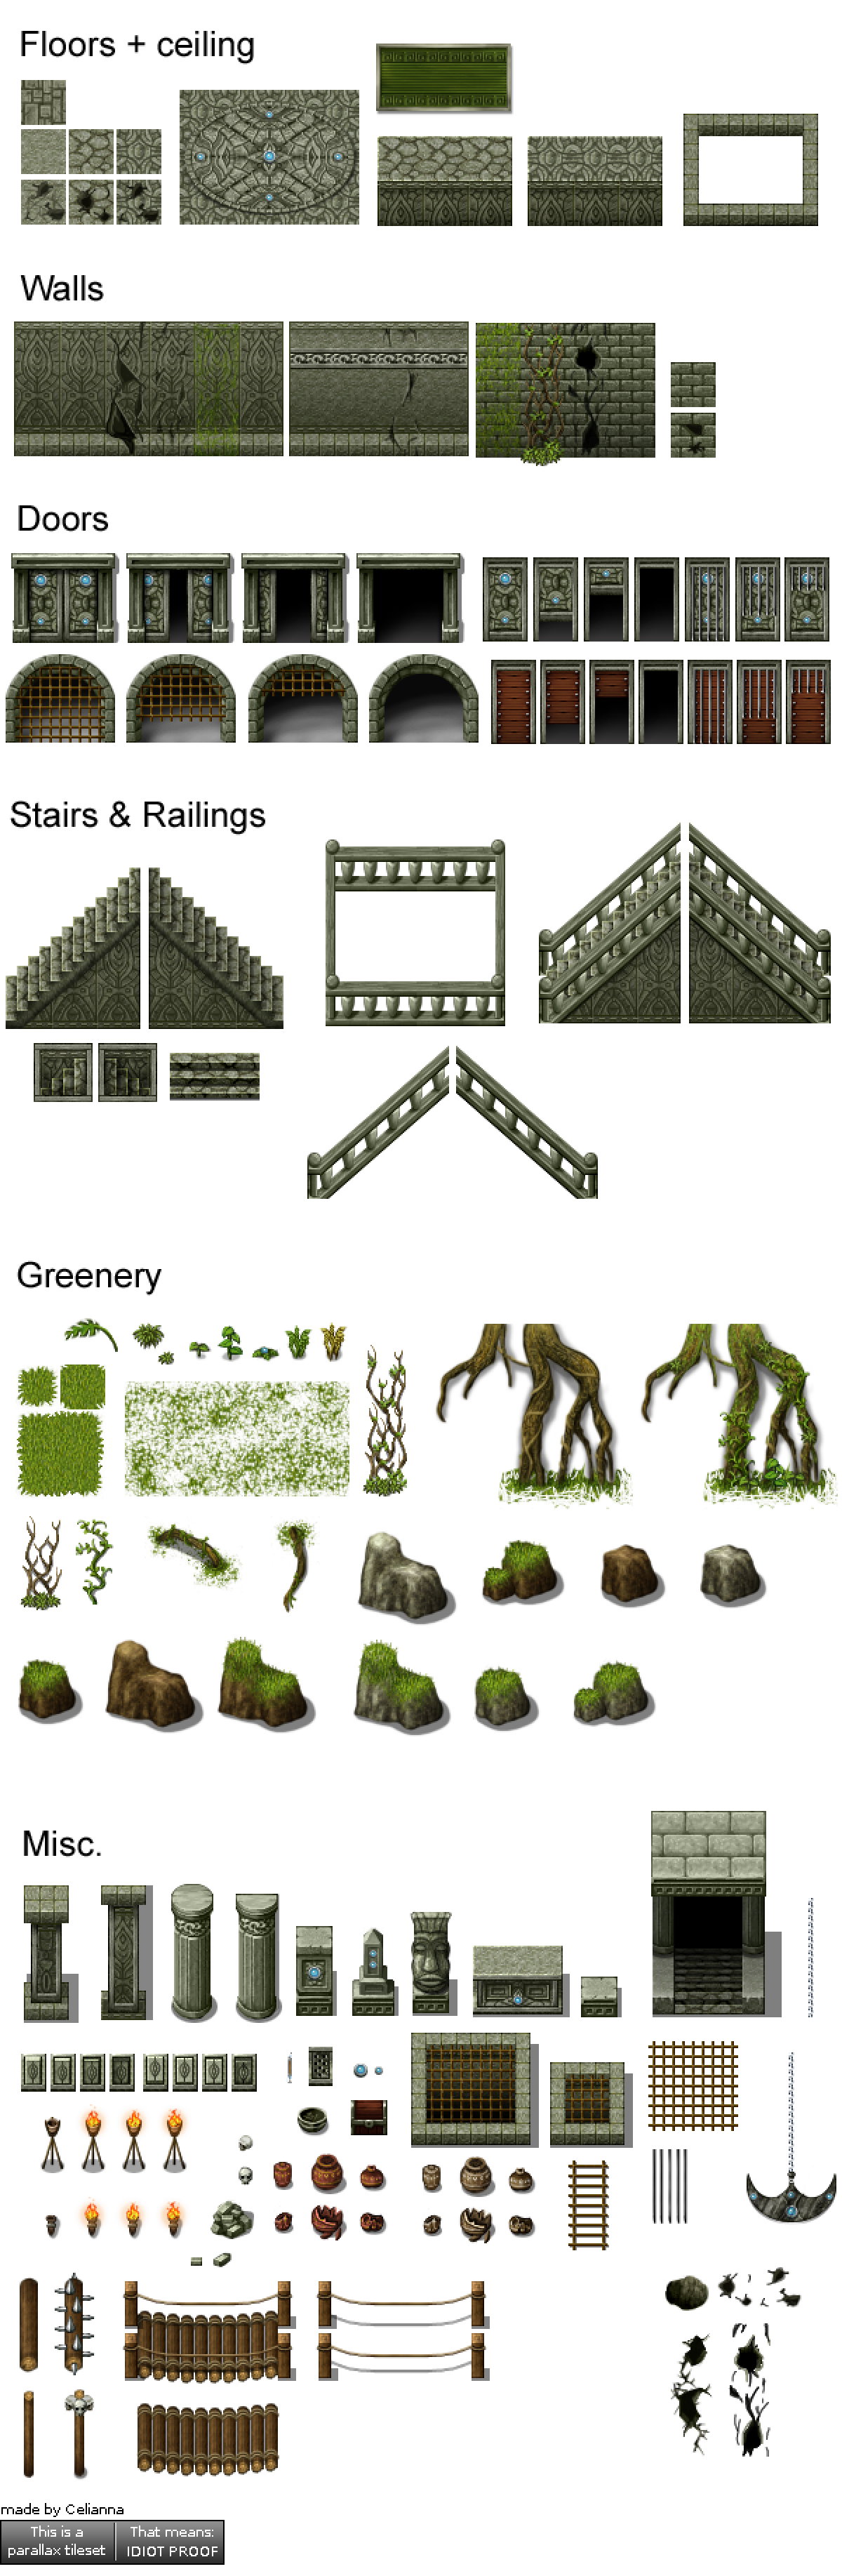 Floors + ceiling
Walls
Doors
Stairs & Railings
Greenery
Misc.
made by Celianna
This is a
parallax tileset
That means:
IDIOT PROOF